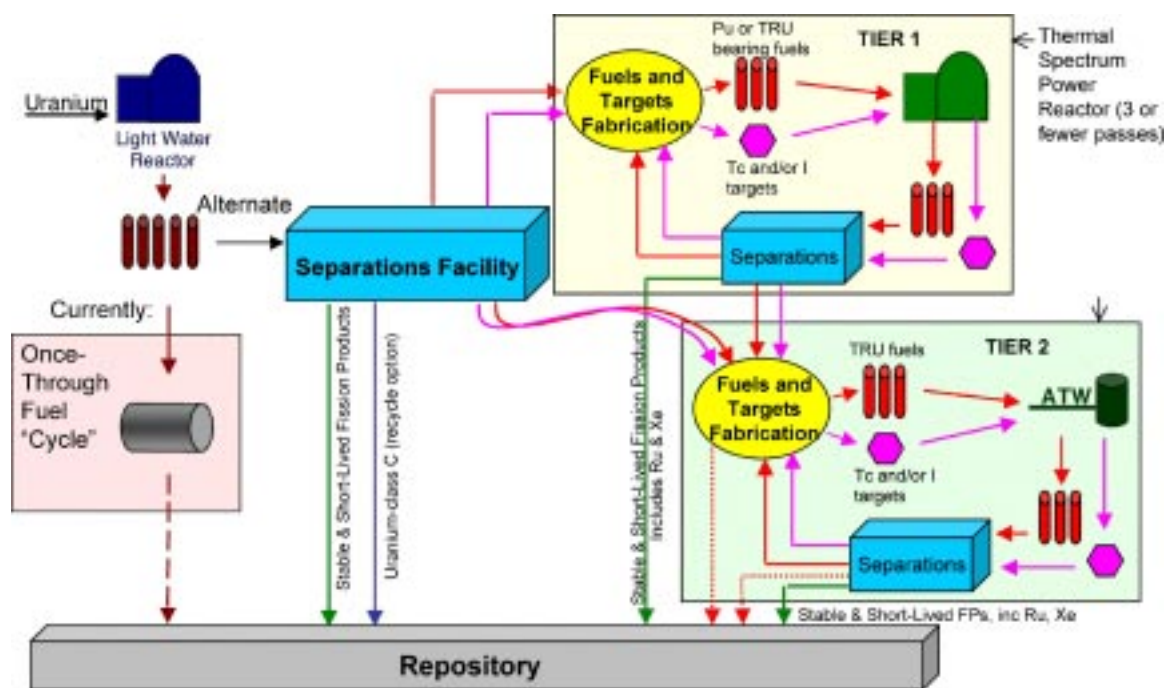 Uranium
Light Water
Reactor
Alternate
Separations Facility
Currently:
Once-
Through
Fuel
"Cycle"
Stable & Short-Lived Fission Products
Uranium-class C (recycle option)
TIER 1
Pu or TRU
bearing fuels
Fuels and
Targets
Fabrication
Tc and/or I
targets
Separations
Thermal
Spectrum
Power
Reactor (3 or
fewer passes)
Stable & Short-Lived Fission Products
Includes Ru & Xe
TIER 2
TRU fuels
Fuels and
Targets
Fabrication
ATW
Tc and/or I
targets
Separations
Stable & Short-Lived FPs, inc Ru, Xe
Repository